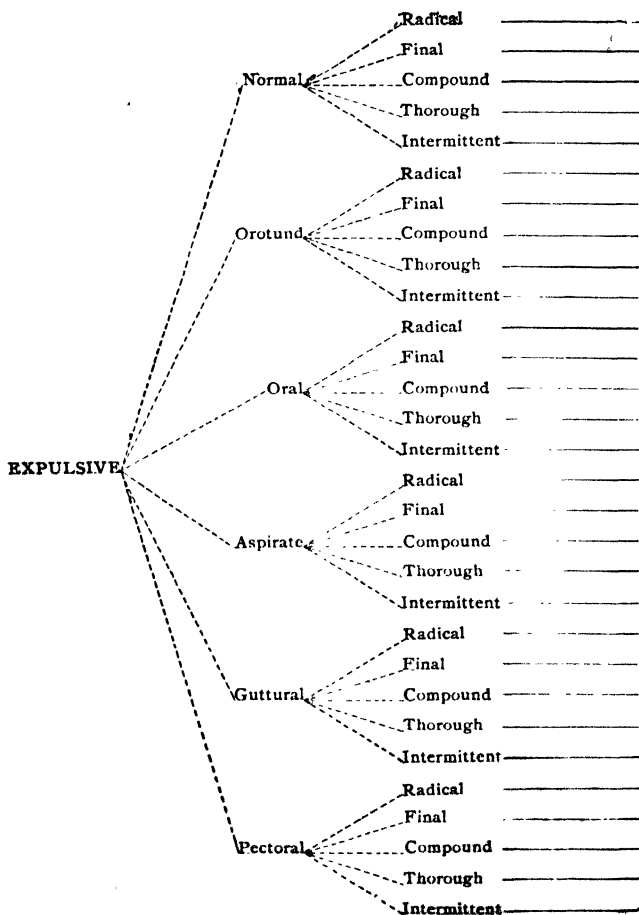 Radical
Final
Normal Compound
Thorough
Intermittent
Radical
Final
Orotund Compound
Thorough
Intermittent
Radical
Final
Oral Compound
Thorough
Intermittent
EXPULSIVE
Radical
Final
Aspirate Compound
Thorough
Intermittent
Radical
Final
Guttural Compound
Thorough
Intermittent
Radical
Final
Pectoral Compound
Thorough
Intermittent